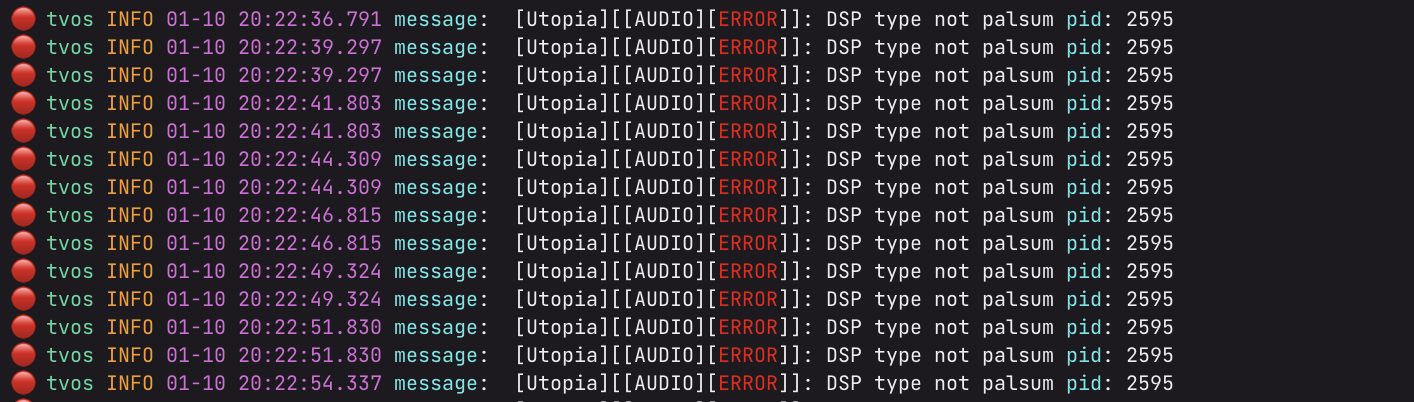 tvos INFO 01-10 20:22:36.791 message:  [Utopia][[AUDIO][ERROR]]: DSP type not palsum pid: 2595
tvos INFO 01-10 20:22:39.297 message:  [Utopia][[AUDIO][ERROR]]: DSP type not palsum pid: 2595
tvos INFO 01-10 20:22:39.297 message:  [Utopia][[AUDIO][ERROR]]: DSP type not palsum pid: 2595
tvos INFO 01-10 20:22:41.803 message:  [Utopia][[AUDIO][ERROR]]: DSP type not palsum pid: 2595
tvos INFO 01-10 20:22:41.803 message:  [Utopia][[AUDIO][ERROR]]: DSP type not palsum pid: 2595
tvos INFO 01-10 20:22:44.309 message:  [Utopia][[AUDIO][ERROR]]: DSP type not palsum pid: 2595
tvos INFO 01-10 20:22:44.309 message:  [Utopia][[AUDIO][ERROR]]: DSP type not palsum pid: 2595
tvos INFO 01-10 20:22:46.815 message:  [Utopia][[AUDIO][ERROR]]: DSP type not palsum pid: 2595
tvos INFO 01-10 20:22:46.815 message:  [Utopia][[AUDIO][ERROR]]: DSP type not palsum pid: 2595
tvos INFO 01-10 20:22:49.324 message:  [Utopia][[AUDIO][ERROR]]: DSP type not palsum pid: 2595
tvos INFO 01-10 20:22:49.324 message:  [Utopia][[AUDIO][ERROR]]: DSP type not palsum pid: 2595
tvos INFO 01-10 20:22:51.830 message:  [Utopia][[AUDIO][ERROR]]: DSP type not palsum pid: 2595
tvos INFO 01-10 20:22:51.830 message:  [Utopia][[AUDIO][ERROR]]: DSP type not palsum pid: 2595
tvos INFO 01-10 20:22:54.337 message:  [Utopia][[AUDIO][ERROR]]: DSP type not palsum pid: 2595